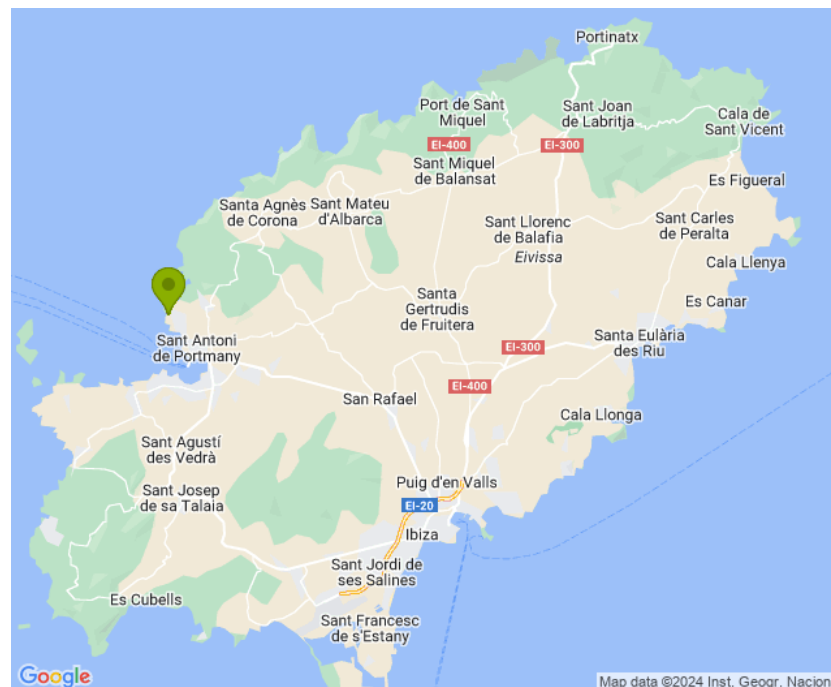 Portinatx
Port de Sant
Miquel
Sant Joan
de Labritja
Cala de
Sant Vicent
EI-400
EI-300
Sant Miquel
de Balansat
Es Figueral
Santa Agnès
de Corona
Sant Mateu
d'Albarca
Sant Llorenc
de Balafia
Sant Carles
de Peralta
Eivissa
Cala Llenya
Santa
Gertrudis
de Fruitera
Es Canar
Sant Antoni
de Portmany
Santa Eulària
des Riu
EI-300
EI-400
San Rafael
Cala Llonga
Sant Agustí
des Vedrà
Puig d'en Valls
Sant Josep
de sa Talaia
EI-20
Ibiza
Sant Jordi de
ses Salines
Es Cubells
Sant Francesc
de s'Estany
Google
Map data ©2024 Inst. Geogr. Nacion